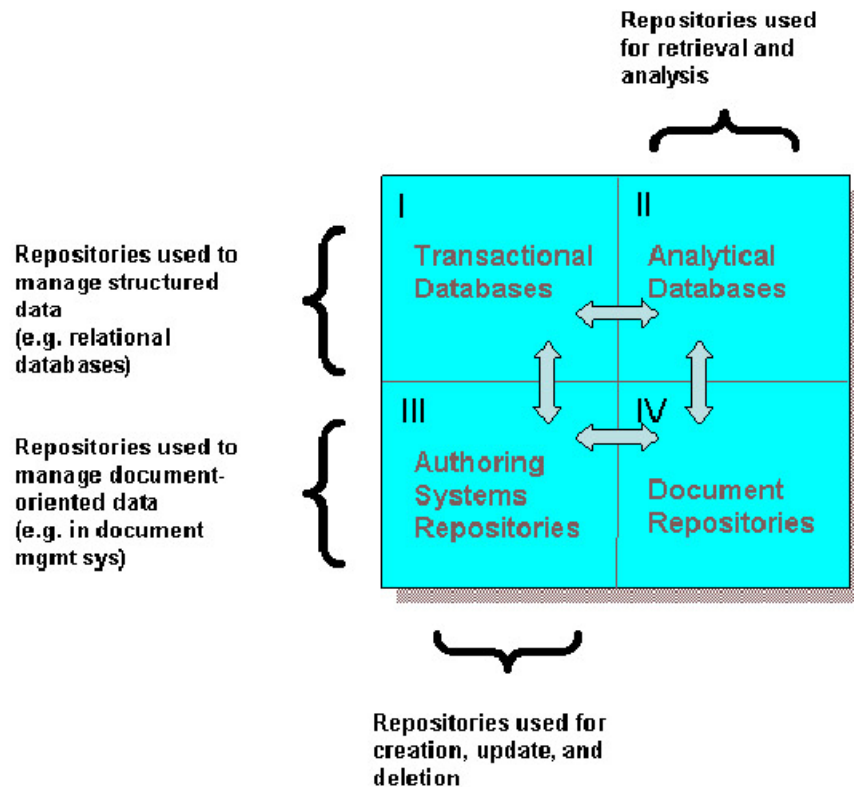 Repositories used
for retrieval and
analysis
I
II
Transactional
Databases
Analytical
Databases
Repositories used to
manage structured
data
(e.g. relational
databases)
III
IV
Authoring
Systems
Repositories
Document
Repositories
Repositories used to
manage document-
oriented data
(e.g. in document
mgmt sys)
Repositories used for
creation, update, and
deletion